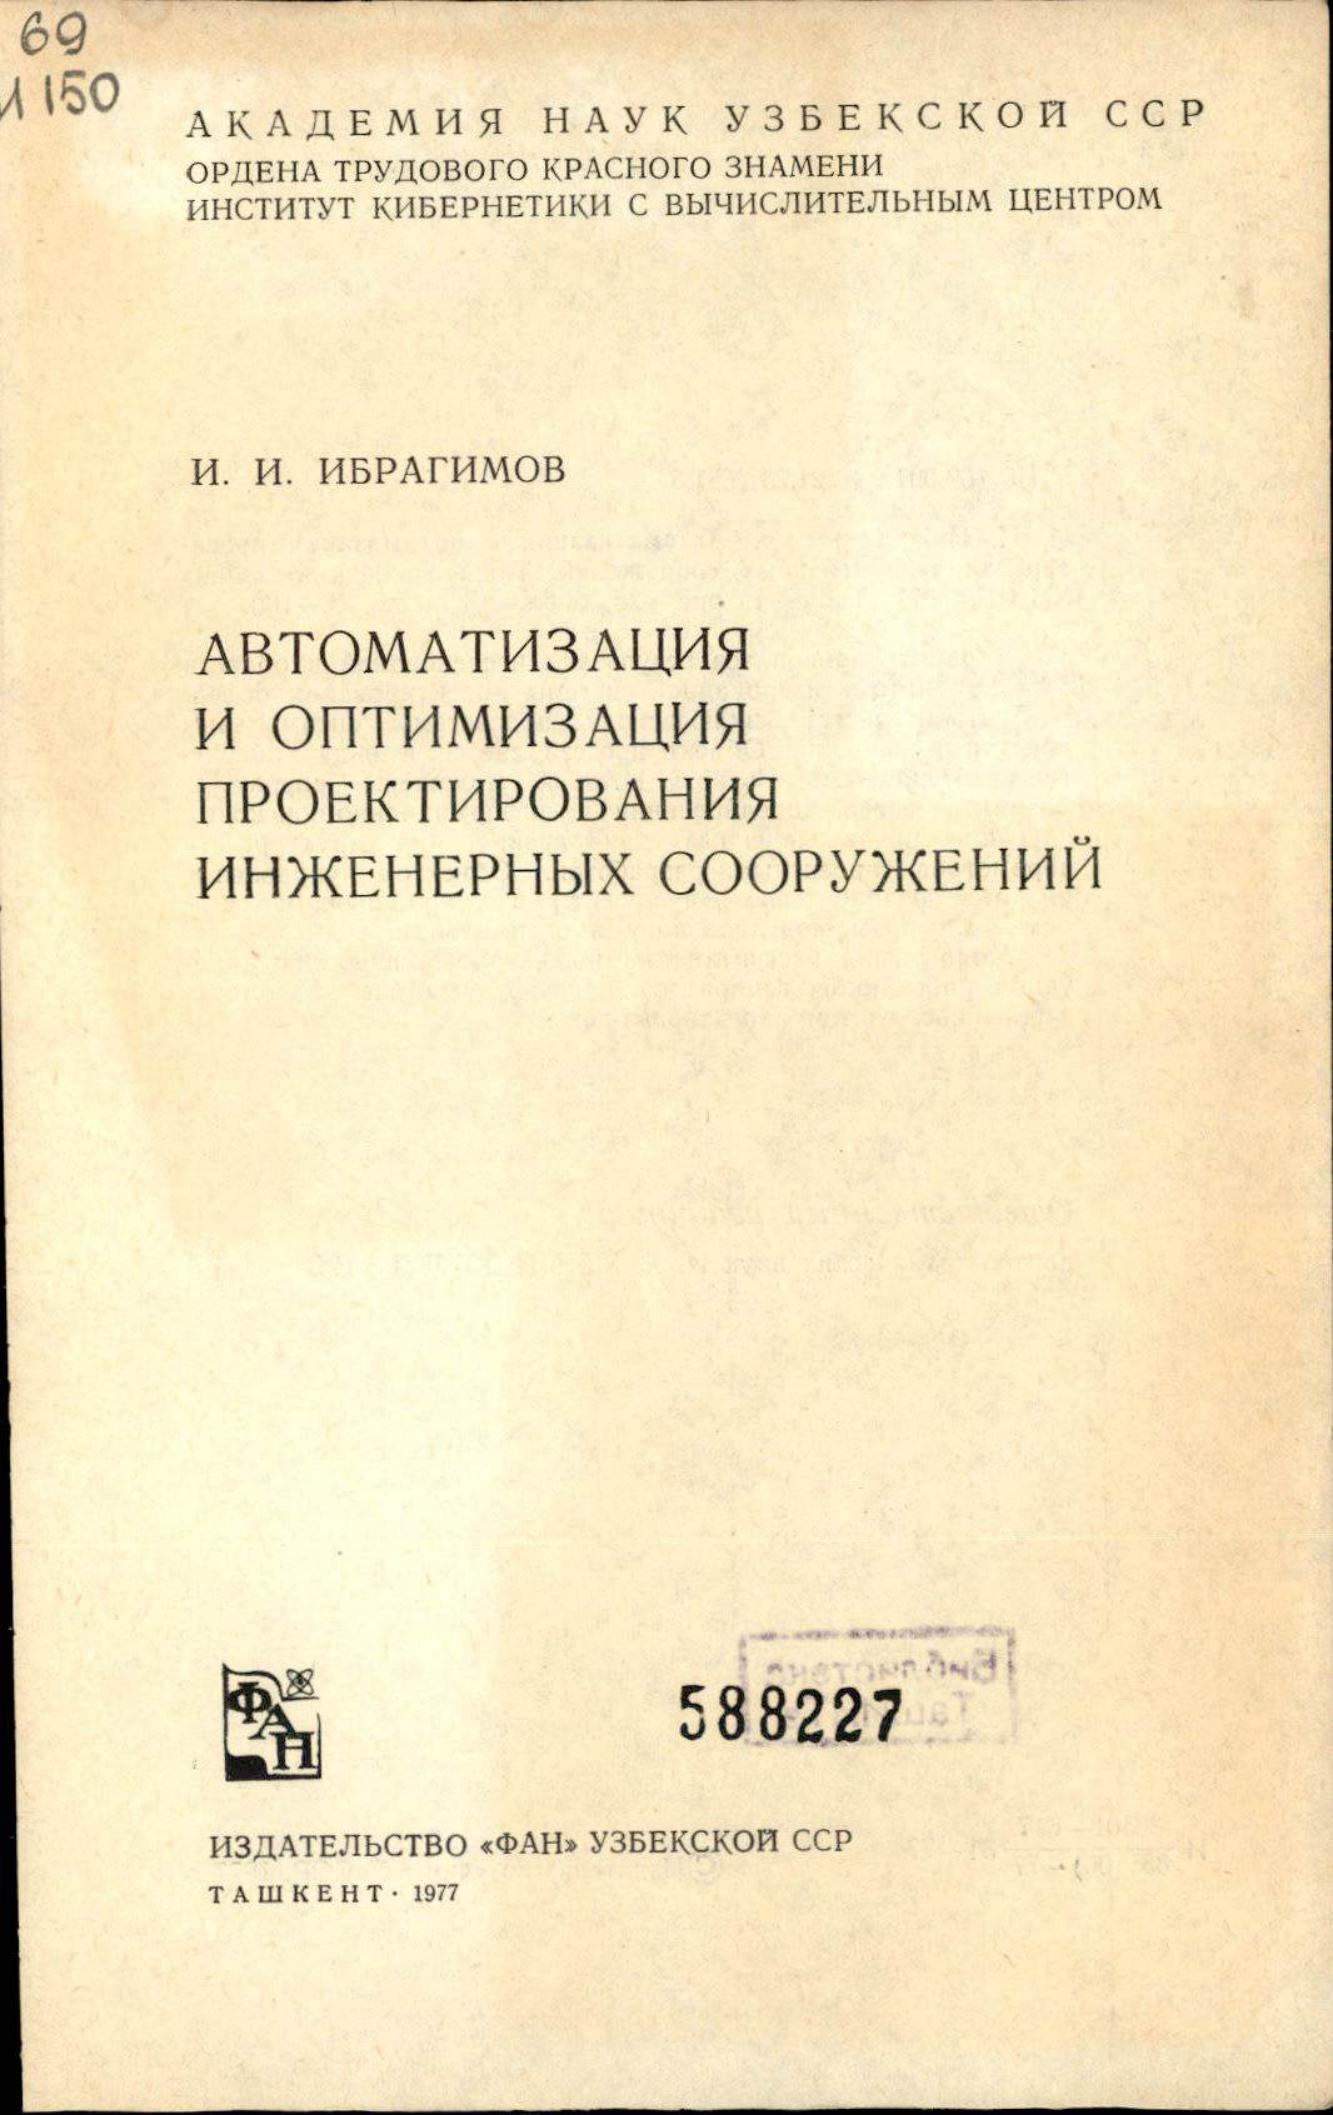 69
И 150
АКАДЕМИЯ НАУК УЗБЕКСКОЙ ССР
ОРДЕНА ТРУДОВОГО КРАСНОГО ЗНАМЕНИ
ИНСТИТУТ КИБЕРНЕТИКИ С ВЫЧИСЛИТЕЛЬНЫМ ЦЕНТРОМ
И. И. ИБРАГИМОВ
АВТОМАТИЗАЦИЯ
И ОПТИМИЗАЦИЯ
ПРОЕКТИРОВАНИЯ
ИНЖЕНЕРНЫХ СООРУЖЕНИЙ
ФАН
588227
ИЗДАТЕЛЬСТВО «ФАН» УЗБЕКСКОЙ ССР
ТАШКЕНТ · 1977